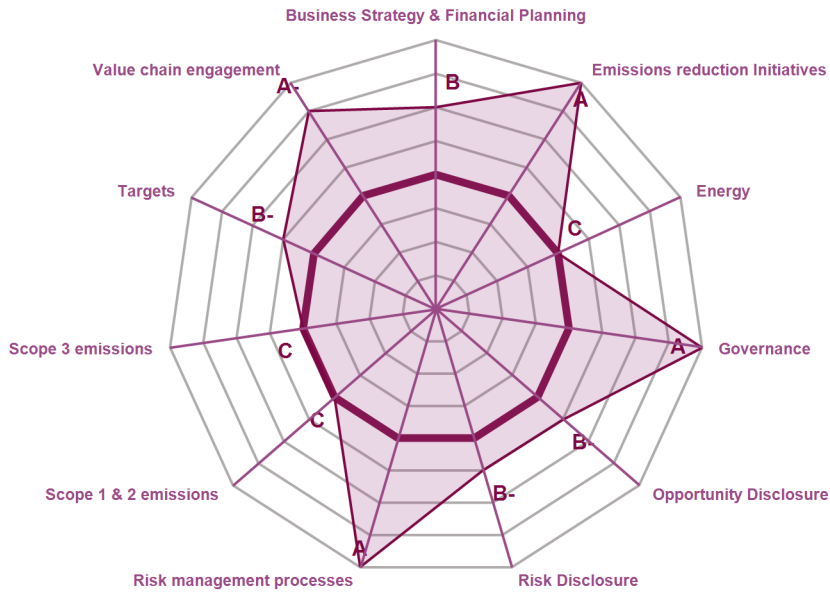 Business Strategy & Financial Planning
Value chain engagement
Emissions reduction Initiatives
A-
B
A
Targets
Energy
B-
C
Scope 3 emissions
C
A
Governance
C
B-
Scope 1 & 2 emissions
B-
Opportunity Disclosure
A
Risk management processes
Risk Disclosure